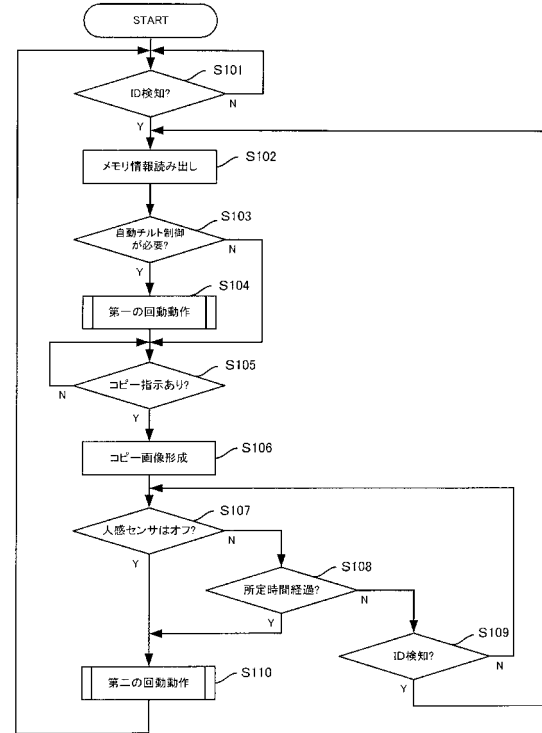 START
S101
ID検知?
N
Y
S102
メモリ情報読み出し
S103
自動チルト制御
が必要?
N
Y
S104
第一の回動動作
S105
コピー指示あり?
N
Y
S106
コピー画像形成
S107
人感センサはオフ?
N
Y
S108
所定時間経過?
N
Y
S109
ID検知?
N
Y
S110
第二の回動動作